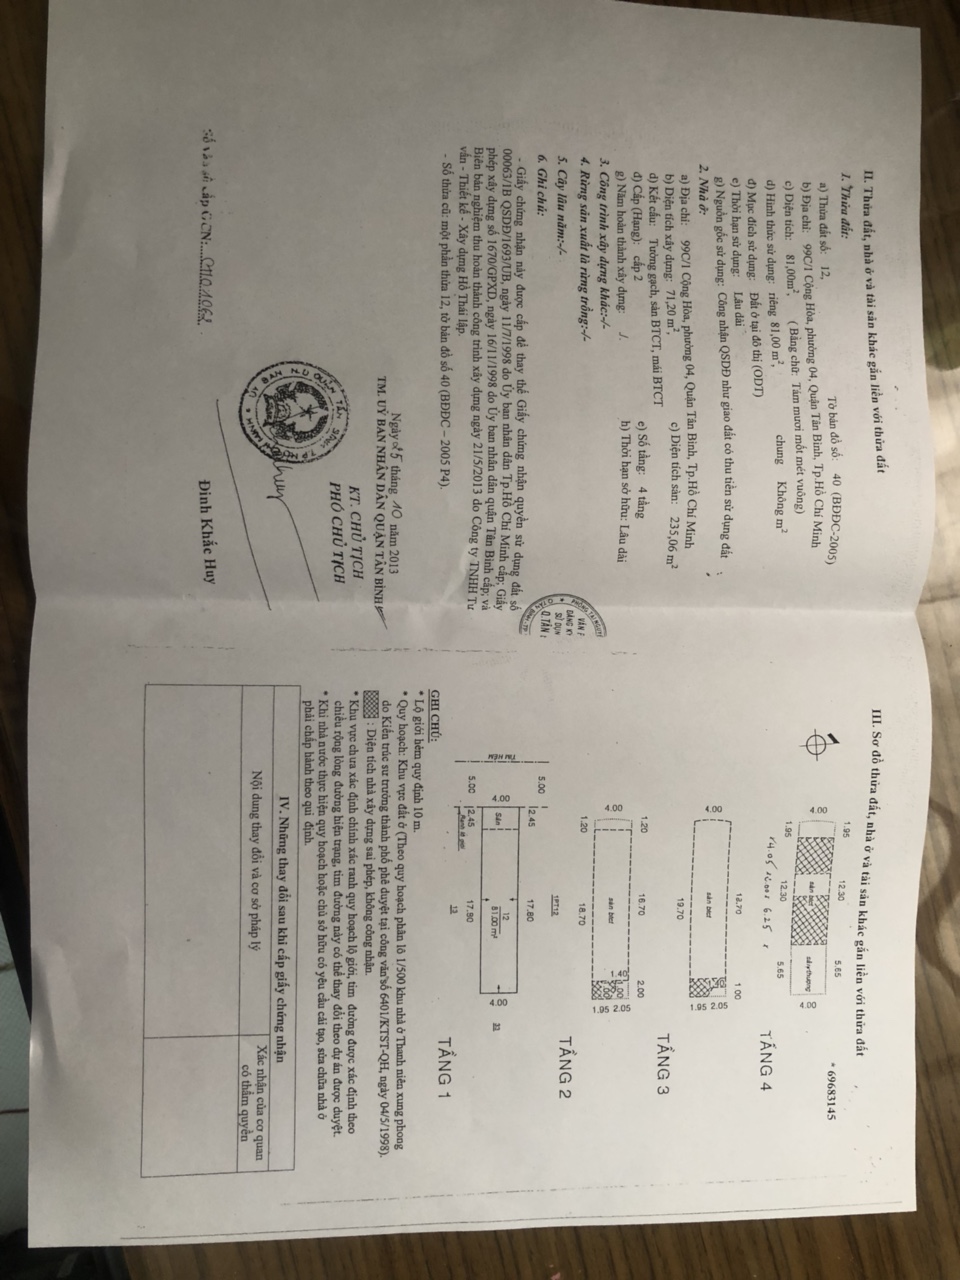 II. Thửa đất, nhà ở và tài sản khác gắn liền với thửa đất
1. Thửa đất:
a) Thửa đất số: 12, Tờ bản đồ số: 40 (BĐĐC-2005)
b) Địa chỉ: 99C/1 Cộng Hòa, phường 04, Quận Tân Bình, Tp.Hồ Chí Minh
c) Diện tích: 81,00m², ( Bằng chữ: Tám mươi mốt mét vuông)
d) Hình thức sử dụng: riêng 81,00 m², chung Không m²
đ) Mục đích sử dụng: Đất ở tại đô thị (ODT)
e) Thời hạn sử dụng: Lâu dài
g) Nguồn gốc sử dụng: Công nhận QSDĐ như giao đất có thu tiền sử dụng đất
2. Nhà ở:
a) Địa chỉ: 99C/1 Cộng Hòa, phường 04, Quận Tân Bình, Tp.Hồ Chí Minh
b) Diện tích xây dựng: 71,20 m², c) Diện tích sàn: 235,06 m²
d) Kết cấu: Tường gạch, sàn BTCT, mái BTCT
đ) Cấp (Hạng): cấp 2 e) Số tầng: 4 tầng
g) Năm hoàn thành xây dựng: /. h) Thời hạn sở hữu: Lâu dài
3. Công trình xây dựng khác:-/-
4. Rừng sản xuất là rừng trồng:-/-
5. Cây lâu năm:-/-
6. Ghi chú:
- Giấy chứng nhận này được cấp để thay thế Giấy chứng nhận quyền sử dụng đất số
00063/1B QSDĐ/1693/UB, ngày 11/7/1998 do Ủy ban nhân dân Tp.Hồ Chí Minh cấp; Giấy
phép xây dựng số 1670/GPXD, ngày 16/11/1998 do Ủy ban nhân dân quận Tân Bình cấp; và
Biên bản nghiệm thu hoàn thành công trình xây dựng ngày 21/5/2013 do Công ty TNHH Tư
vấn - Thiết kế - Xây dựng Hồ Thái lập.
- Số thửa cũ: một phần thửa 12, tờ bản đồ số 40 (BĐĐC – 2005 P4).
Ngày 25 tháng 10 năm 2013
TM. UỶ BAN NHÂN DÂN QUẬN TÂN BÌNH
KT. CHỦ TỊCH
PHÓ CHỦ TỊCH
Đinh Khắc Huy
Số vào sổ cấp GCN:
III. Sơ đồ thửa đất, nhà ở và tài sản khác gắn liền với thửa đất
* 69683145
1.95 12.30 5.65
4.00 sàn btct sân thượng 4.00
1.95 12.30 5.65
TẦNG 4
1.00
4.00 sàn btct 1.95 2.05
19.70
TẦNG 3
1.20 16.70 2.00
4.00 sàn btct 1.40 1.00 1.95 2.05
1.20
TẦNG 2
1PT12
5.00 2.45 17.80
4.00 Sân 12 4.00
81.00 m²
5.00 2.45 17.80
Ranh lộ giới 13
TẦNG 1
GHI CHÚ:
* Lộ giới hẻm quy định 10 m.
* Quy hoạch: Khu vực đất ở (Theo quy hoạch phân lô 1/500 khu nhà ở Thanh niên xung phong
do Kiến trúc sư trưởng thành phố phê duyệt tại công văn số 6401/KTST-QH, ngày 04/5/1998).
: Diện tích nhà xây dựng sai phép, không công nhận.
* Khu vực chưa xác định chính xác ranh quy hoạch lộ giới, tim đường được xác định theo
chiều rộng lòng đường hiện trạng, tim đường này có thể thay đổi theo dự án được duyệt.
* Khi nhà nước thực hiện quy hoạch hoặc chủ sở hữu có yêu cầu cải tạo, sửa chữa nhà ở
phải chấp hành theo qui định.
IV. Những thay đổi sau khi cấp giấy chứng nhận
Nội dung thay đổi và cơ sở pháp lý
Xác nhận của cơ quan
có thẩm quyền